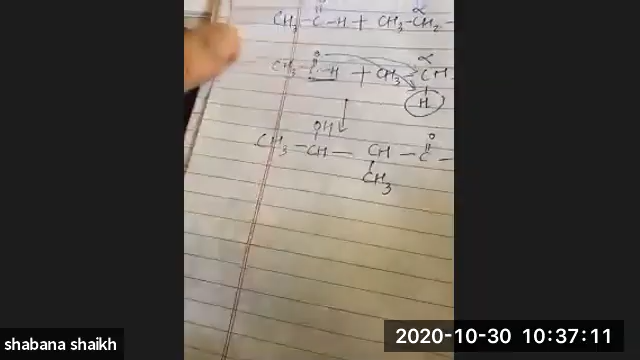 O
CH3 - C - H + CH3 - CH2 -
α
O
CH3 - C - H + CH3 CH
α
H
OH O
CH3 - CH - CH - C -
CH3
shabana shaikh
2020-10-30 10:37:11